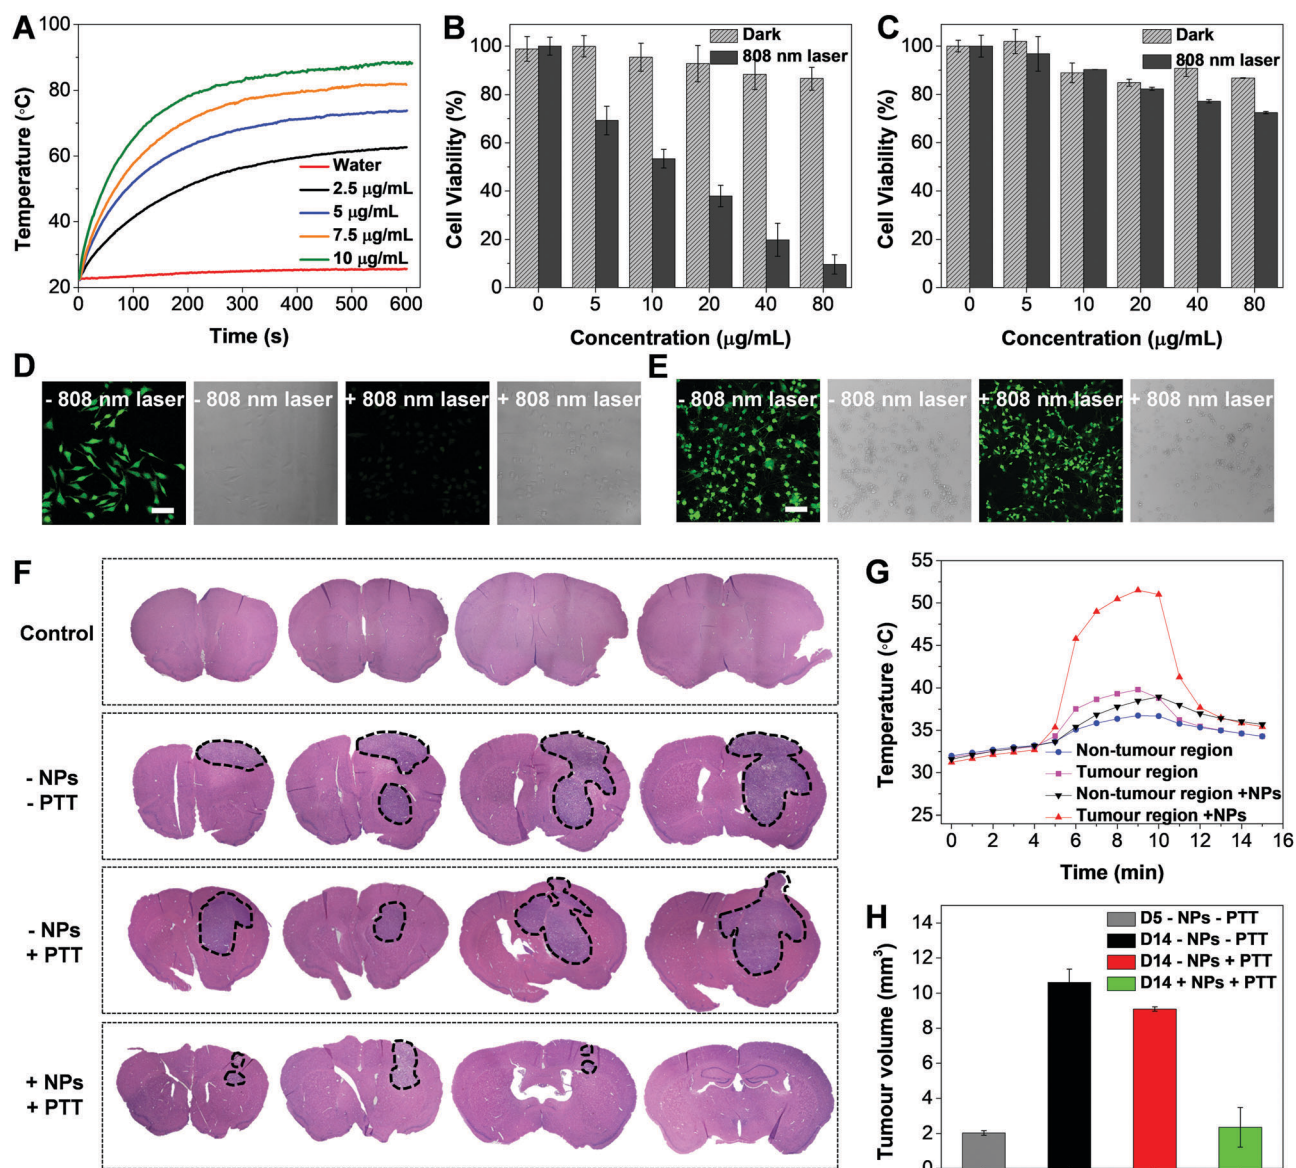 A
100
80
60
40
20
Temperature (°C)
Water
2.5 μg/mL
5 μg/mL
7.5 μg/mL
10 μg/mL
0 100 200 300 400 500 600
Time (s)
B
100
80
60
40
20
0
Cell Viability (%)
Dark
808 nm laser
0 5 10 20 40 80
Concentration (μg/mL)
C
100
80
60
40
20
0
Cell Viability (%)
Dark
808 nm laser
0 5 10 20 40 80
Concentration (μg/mL)
D
- 808 nm laser
- 808 nm laser
+ 808 nm laser
+ 808 nm laser
E
- 808 nm laser
- 808 nm laser
+ 808 nm laser
+ 808 nm laser
F
Control
- NPs
- PTT
- NPs
+ PTT
+ NPs
+ PTT
G
55
50
45
40
35
30
25
Temperature (°C)
Non-tumour region
Tumour region
Non-tumour region +NPs
Tumour region +NPs
0 2 4 6 8 10 12 14 16
Time (min)
H
14
12
10
8
6
4
2
0
Tumour volume (mm³)
D5 - NPs - PTT
D14 - NPs - PTT
D14 - NPs + PTT
D14 + NPs + PTT